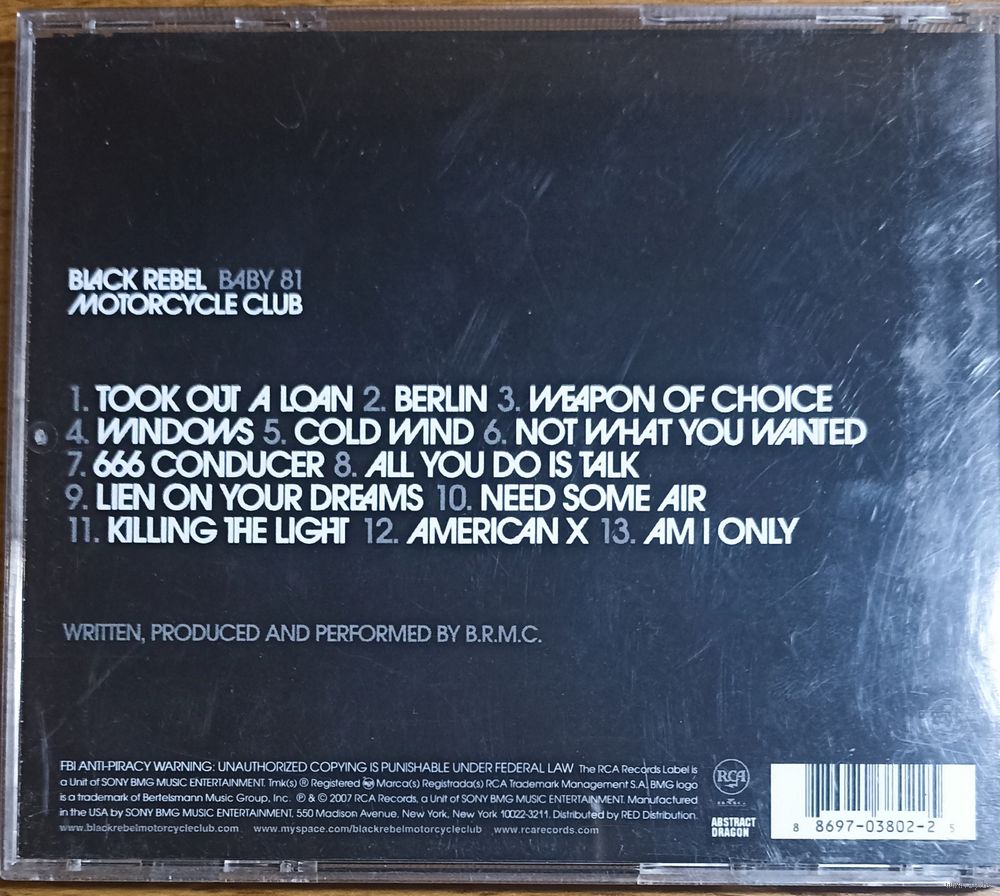 BLACK REBEL BABY 81
MOTORCYCLE CLUB
1. TOOK OUT A LOAN 2. BERLIN 3. WEAPON OF CHOICE
4. WINDOWS 5. COLD WIND 6. NOT WHAT YOU WANTED
7. 666 CONDUCER 8. ALL YOU DO IS TALK
9. LIEN ON YOUR DREAMS 10. NEED SOME AIR
11. KILLING THE LIGHT 12. AMERICAN X 13. AM I ONLY
WRITTEN, PRODUCED AND PERFORMED BY B.R.M.C.
FBI ANTI-PIRACY WARNING: UNAUTHORIZED COPYING IS PUNISHABLE UNDER FEDERAL LAW The RCA Records Label is
a Unit of SONY BMG MUSIC ENTERTAINMENT. Tmk(s) ® Registered Marca(s) Registrada(s) RCA Trademark Management S.A. BMG logo
is a trademark of Bertelsmann Music Group, Inc. ℗ & © 2007 RCA Records, a Unit of SONY BMG MUSIC ENTERTAINMENT. Manufactured
in the USA by SONY BMG MUSIC ENTERTAINMENT, 550 Madison Avenue, New York, New York 10022-3211. Distributed by RED Distribution.
www.blackrebelmotorcycleclub.com www.myspace.com/blackrebelmotorcycleclub www.rcarecords.com
RCA
ABSTRACT
DRAGON
8 8697-03802-2 5